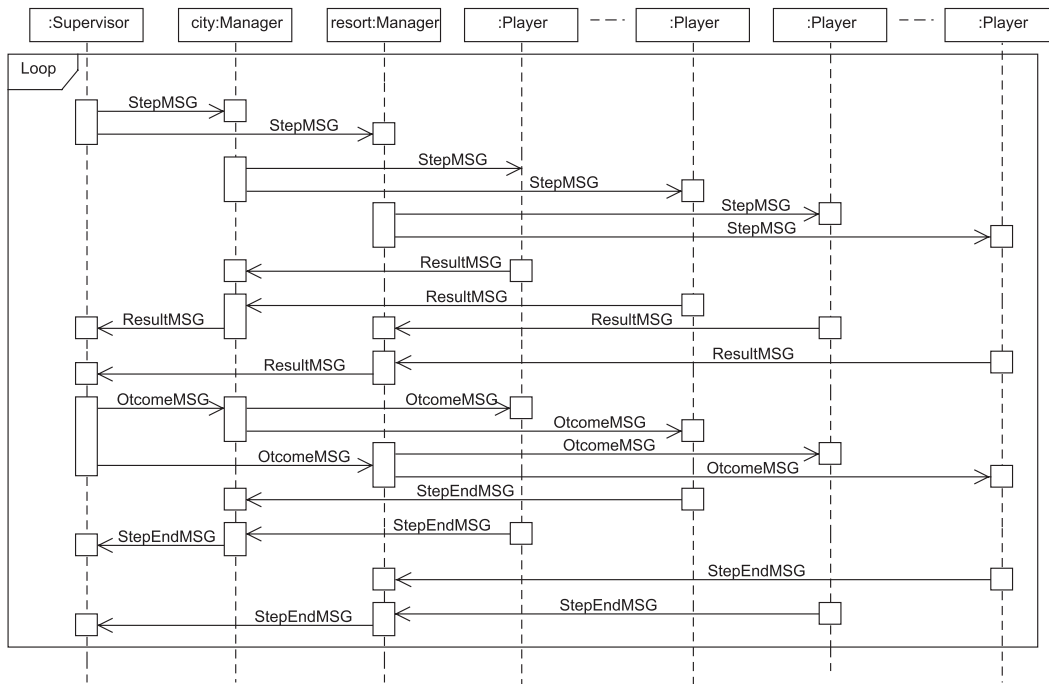 :Supervisor
city:Manager
resort:Manager
:Player
:Player
:Player
:Player
Loop
StepMSG
StepMSG
StepMSG
StepMSG
StepMSG
StepMSG
ResultMSG
ResultMSG
ResultMSG
ResultMSG
ResultMSG
ResultMSG
OtcomeMSG
OtcomeMSG
OtcomeMSG
OtcomeMSG
OtcomeMSG
OtcomeMSG
StepEndMSG
StepEndMSG
StepEndMSG
StepEndMSG
StepEndMSG
StepEndMSG